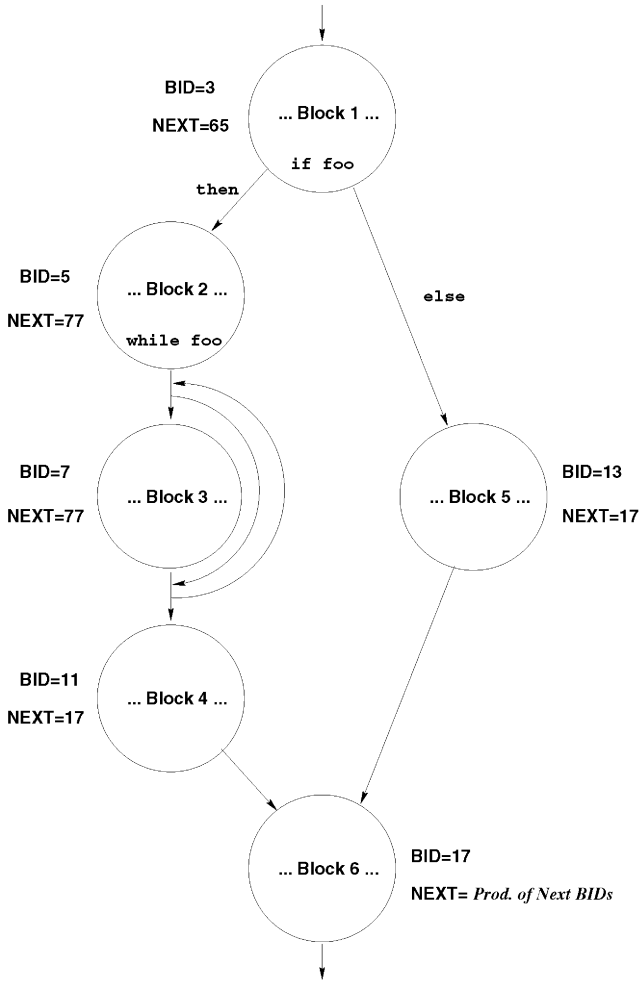 BID=3
NEXT=65
... Block 1 ...
if foo
then
else
BID=5
NEXT=77
... Block 2 ...
while foo
BID=7
NEXT=77
... Block 3 ...
... Block 5 ...
BID=13
NEXT=17
BID=11
NEXT=17
... Block 4 ...
... Block 6 ...
BID=17
NEXT= Prod. of Next BIDs